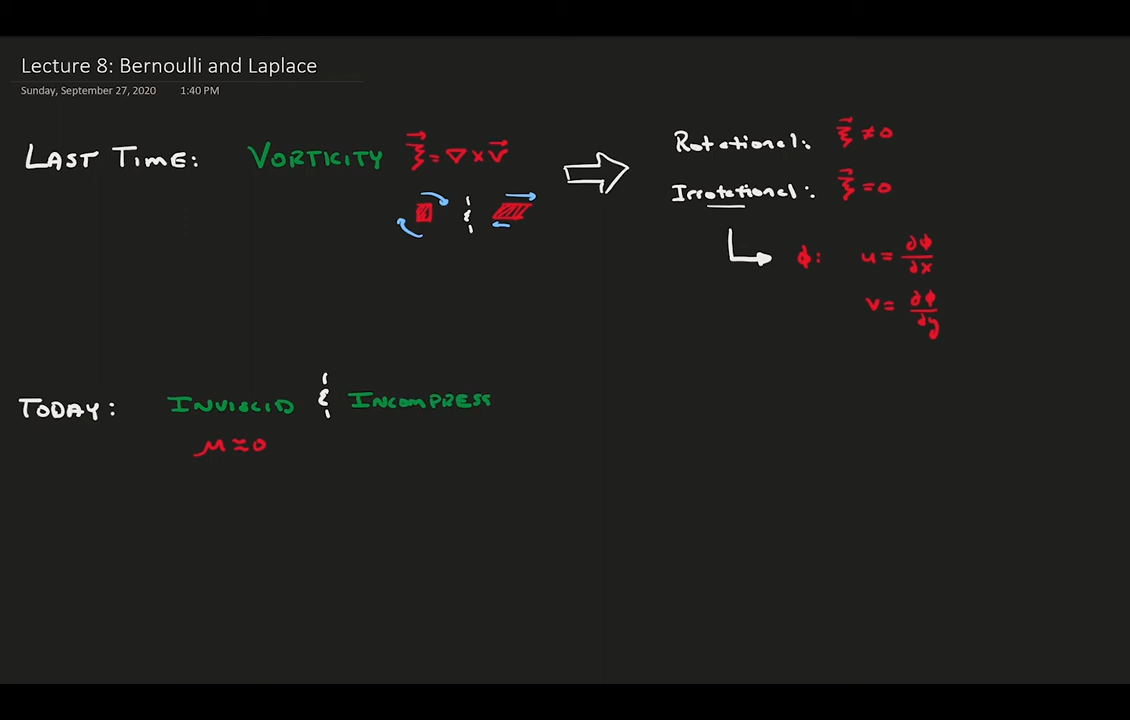 Lecture 8: Bernoulli and Laplace
Sunday, September 27, 2020 1:40 PM
LAST TIME: VORTICITY ξ⃗ = ∇ × v⃗
&
Rotational: ξ⃗ ≠ 0
Irrotational: ξ⃗ = 0
ϕ: u = ∂ϕ/∂x
v = ∂ϕ/∂y
TODAY: INVISCID & INCOMPRESS
μ ≈ 0